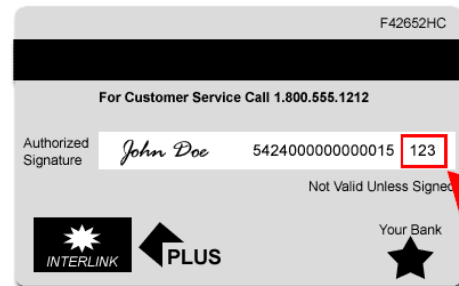 F42652HC
For Customer Service Call 1.800.555.1212
Authorized
Signature
John Doe 5424000000000015 123
Not Valid Unless Signed
Your Bank
INTERLINK
PLUS